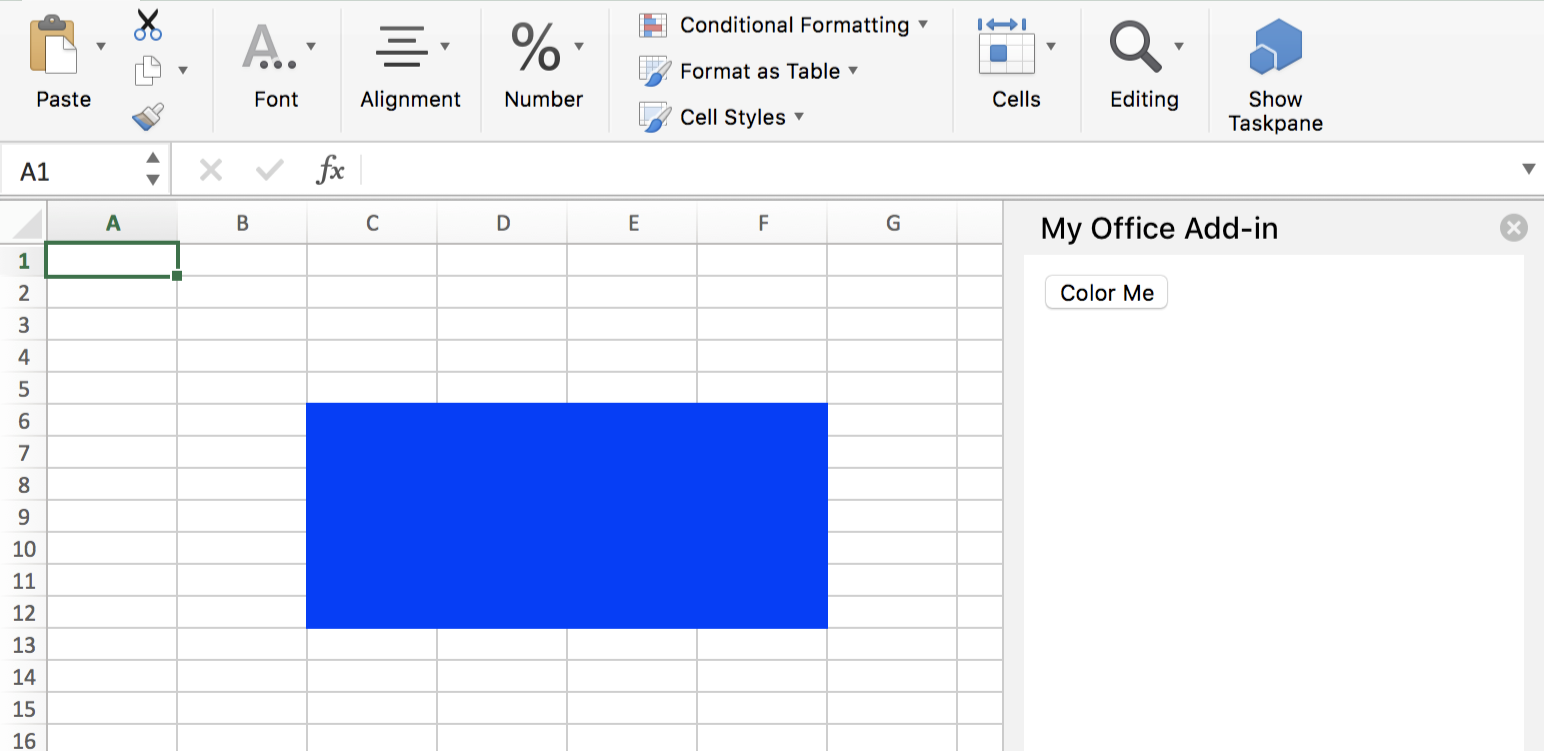 Paste
Font
Alignment
%
Number
Conditional Formatting
Format as Table
Cell Styles
Cells
Editing
Show
Taskpane
A1
fx
A B C D E F G
My Office Add-in
Color Me
1
2
3
4
5
6
7
8
9
10
11
12
13
14
15
16